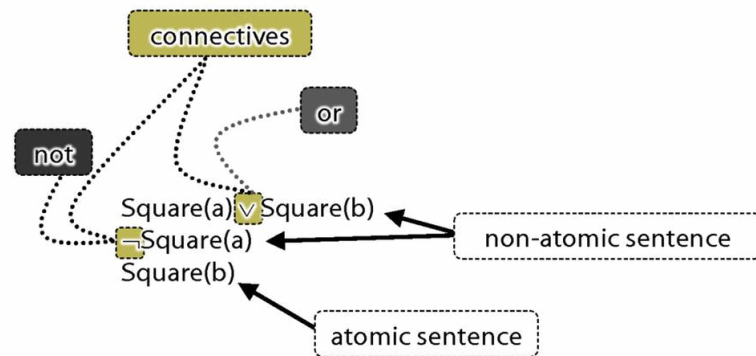 connectives
or
not
Square(a) ∨ Square(b)
¬Square(a)
Square(b)
non-atomic sentence
atomic sentence